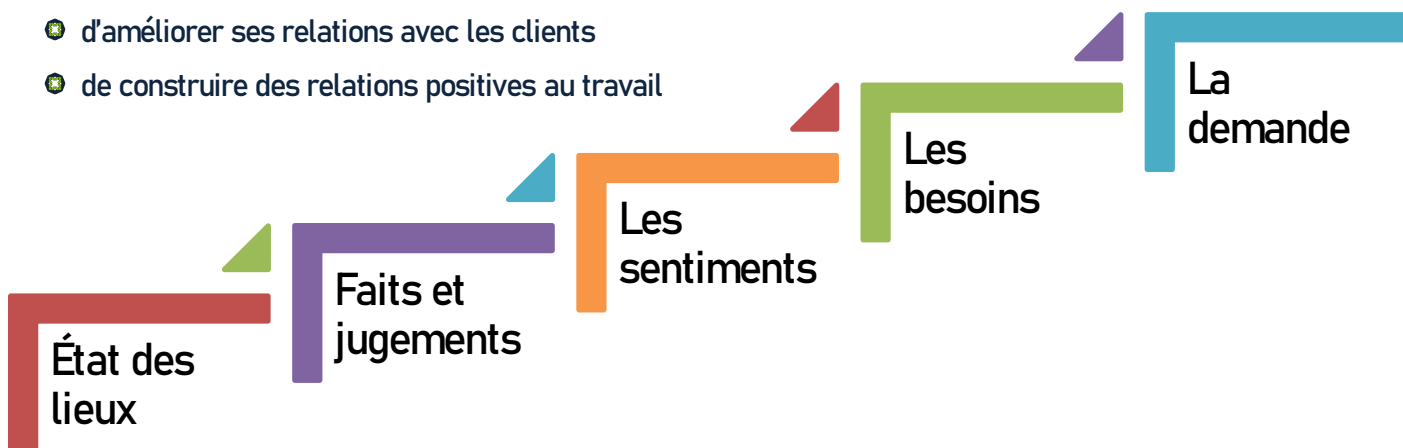 d'améliorer ses relations avec les clients
de construire des relations positives au travail
État des
lieux
Faits et
jugements
Les
sentiments
Les
besoins
La
demande